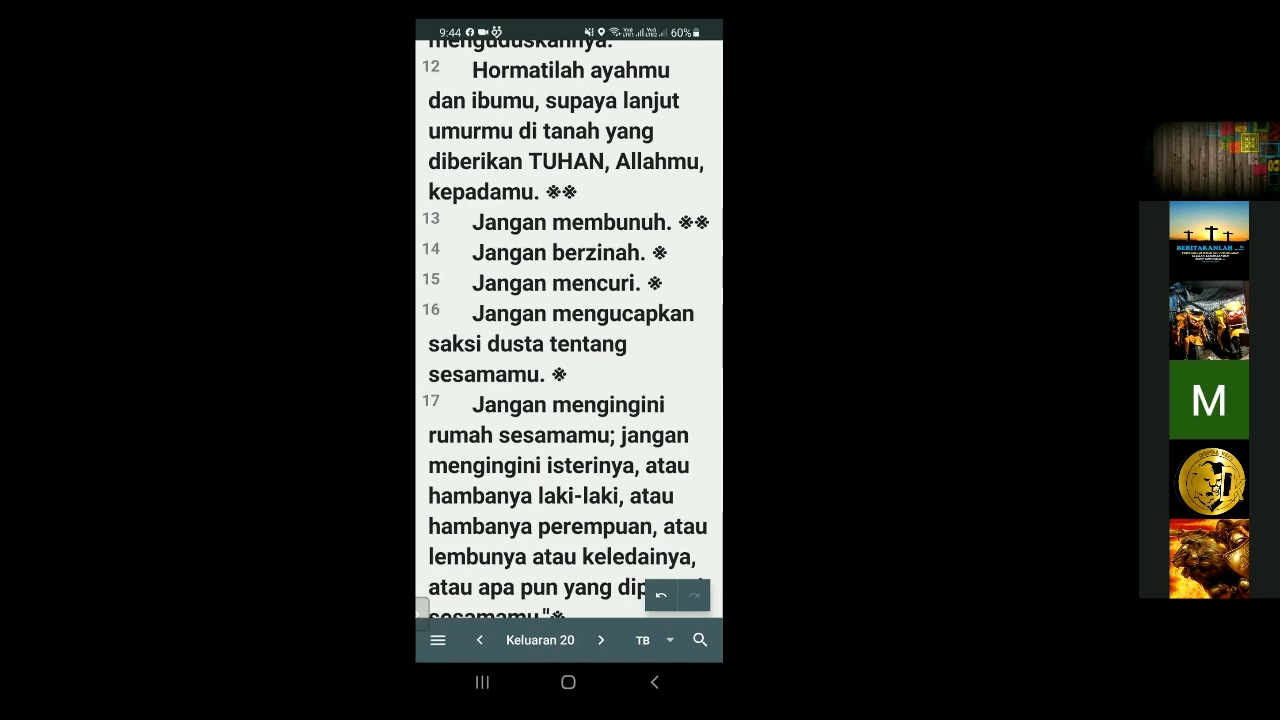 9:44
60%
menguduskannya.
12 Hormatilah ayahmu
dan ibumu, supaya lanjut
umurmu di tanah yang
diberikan TUHAN, Allahmu,
kepadamu. ※※
13 Jangan membunuh. ※※
14 Jangan berzinah. ※
15 Jangan mencuri. ※
16 Jangan mengucapkan
saksi dusta tentang
sesamamu. ※
17 Jangan mengingini
rumah sesamamu; jangan
mengingini isterinya, atau
hambanya laki-laki, atau
hambanya perempuan, atau
lembunya atau keledainya,
atau apa pun yang
sesamamu."※
Keluaran 20
TB
BERITAKANLAH ...!!
M